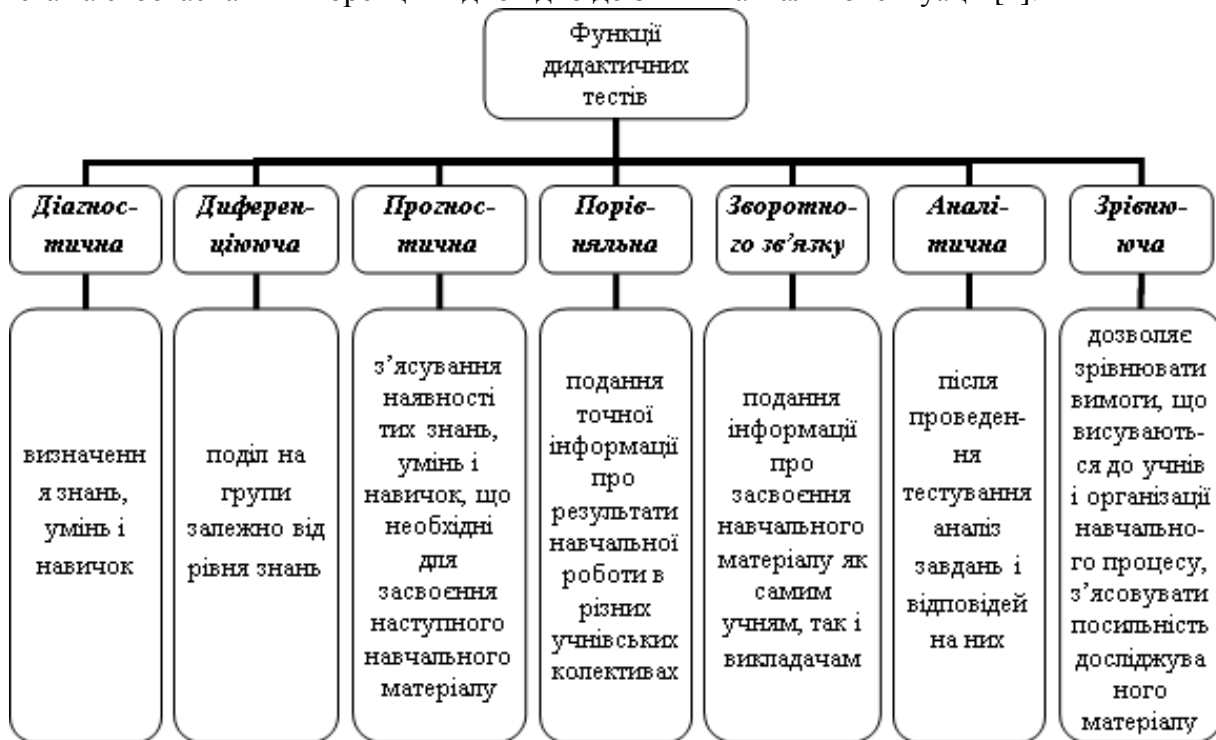 Функції
дидактичних
тестів
Діагнос-
тична
Диферен-
ціююча
Прогнос-
тична
Порів-
няльна
Зворотно-
го зв’язку
Аналі-
тична
Зрівню-
юча
визначенн
я знань,
умінь і
навичок
поділ на
групи
залежно від
рівня знань
з’ясування
наявності
тих знань,
умінь і
навичок, що
необхідні
для
засвоєння
наступного
навчального
матеріалу
подання
точної
інформації
про
результати
навчальної
роботи в
різних
учнівських
колективах
подання
інформації
про
засвоєння
навчального
матеріалу як
самим
учням, так і
викладачам
після
проведен-
ня
тестування
аналіз
завдань і
відповідей
на них
дозволяє
зрівнювати
вимоги, що
висувають-
ся до учнів
і організації
навчально-
го процесу,
з’ясовувати
посильність
досліджува
ного
матеріалу